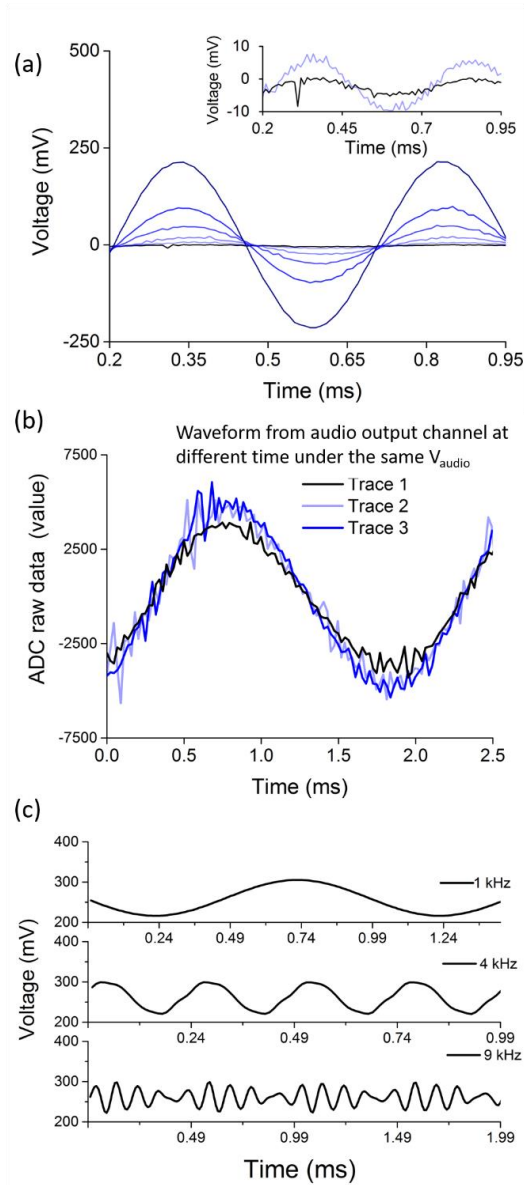 (a)
500
250
0
-250
Voltage (mV)
0.2 0.35 0.5 0.65 0.8 0.95
Time (ms)
10
0
-10
Voltage (mV)
0.2 0.45 0.7 0.95
Time (ms)
(b)
Waveform from audio output channel at
different time under the same Vaudio
Trace 1
Trace 2
Trace 3
7500
2500
-2500
-7500
ADC raw data (value)
0.0 0.5 1.0 1.5 2.0 2.5
Time (ms)
(c)
400
300
200
1 kHz
0.24 0.49 0.74 0.99 1.24
400
300
200
4 kHz
0.24 0.49 0.74 0.99
400
300
200
9 kHz
0.49 0.99 1.49 1.99
Voltage (mV)
Time (ms)